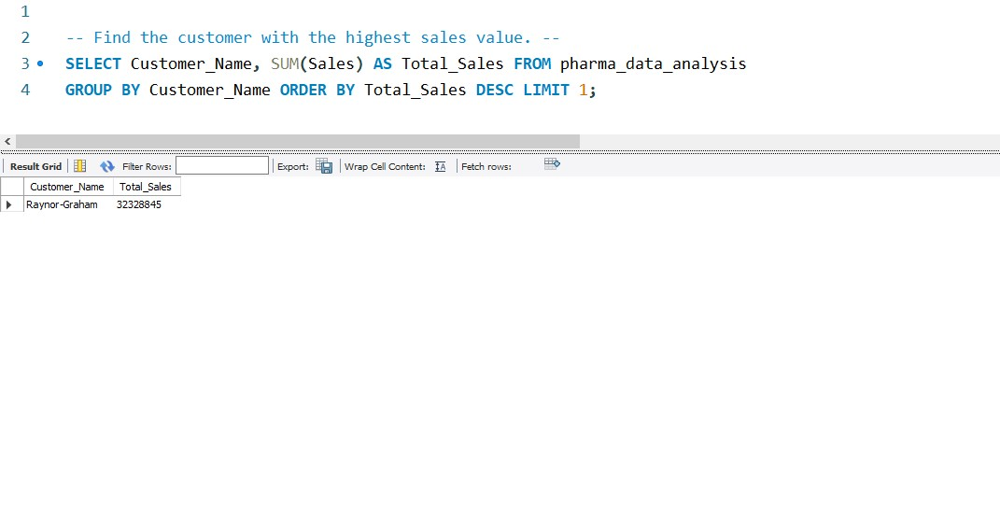 1
2 -- Find the customer with the highest sales value. --
3 SELECT Customer_Name, SUM(Sales) AS Total_Sales FROM pharma_data_analysis
4 GROUP BY Customer_Name ORDER BY Total_Sales DESC LIMIT 1;
Result Grid Filter Rows: Export: Wrap Cell Content: IA Fetch rows:
Customer_Name Total_Sales
Raynor-Graham 32328845